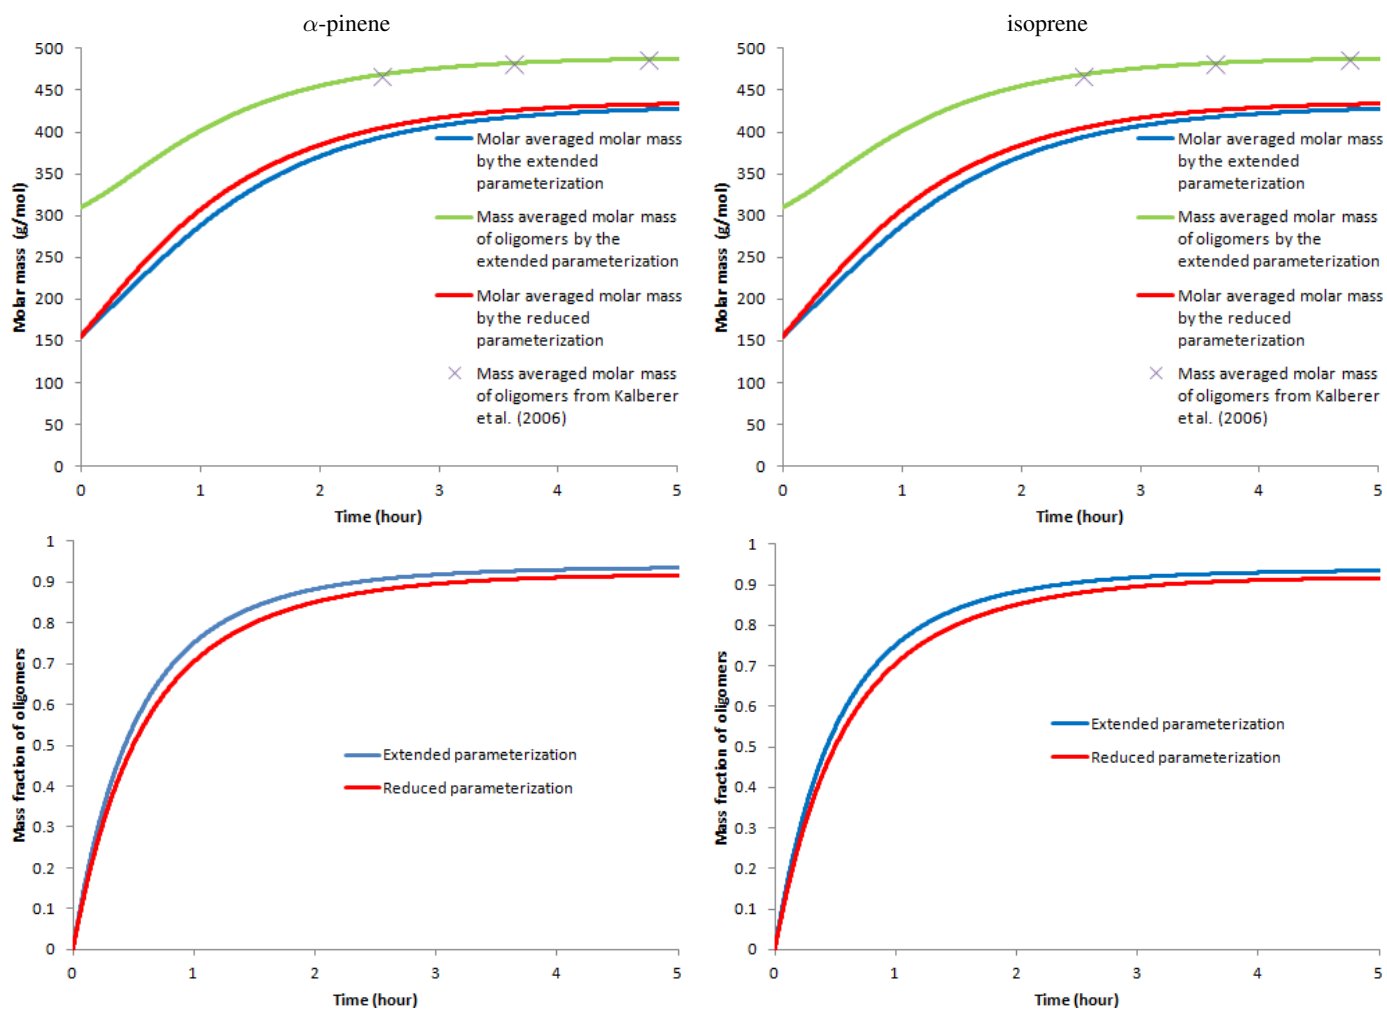 α-pinene
500
450
400
350
300
250
200
150
100
50
0
Molar mass (g/mol)
Molar averaged molar mass
by the extended
parameterization
Mass averaged molar mass
of oligomers by the
extended parameterization
Molar averaged molar mass
by the reduced
parameterization
Mass averaged molar mass
of oligomers from Kalberer
et al. (2006)
0 1 2 3 4 5
Time (hour)
isoprene
500
450
400
350
300
250
200
150
100
50
0
Molar mass (g/mol)
Molar averaged molar mass
by the extended
parameterization
Mass averaged molar mass
of oligomers by the
extended parameterization
Molar averaged molar mass
by the reduced
parameterization
Mass averaged molar mass
of oligomers from Kalberer
et al. (2006)
0 1 2 3 4 5
Time (hour)
1
0.9
0.8
0.7
0.6
0.5
0.4
0.3
0.2
0.1
0
Mass fraction of oligomers
Extended parameterization
Reduced parameterization
0 1 2 3 4 5
Time (hour)
1
0.9
0.8
0.7
0.6
0.5
0.4
0.3
0.2
0.1
0
Mass fraction of oligomers
Extended parameterization
Reduced parameterization
0 1 2 3 4 5
Time (hour)